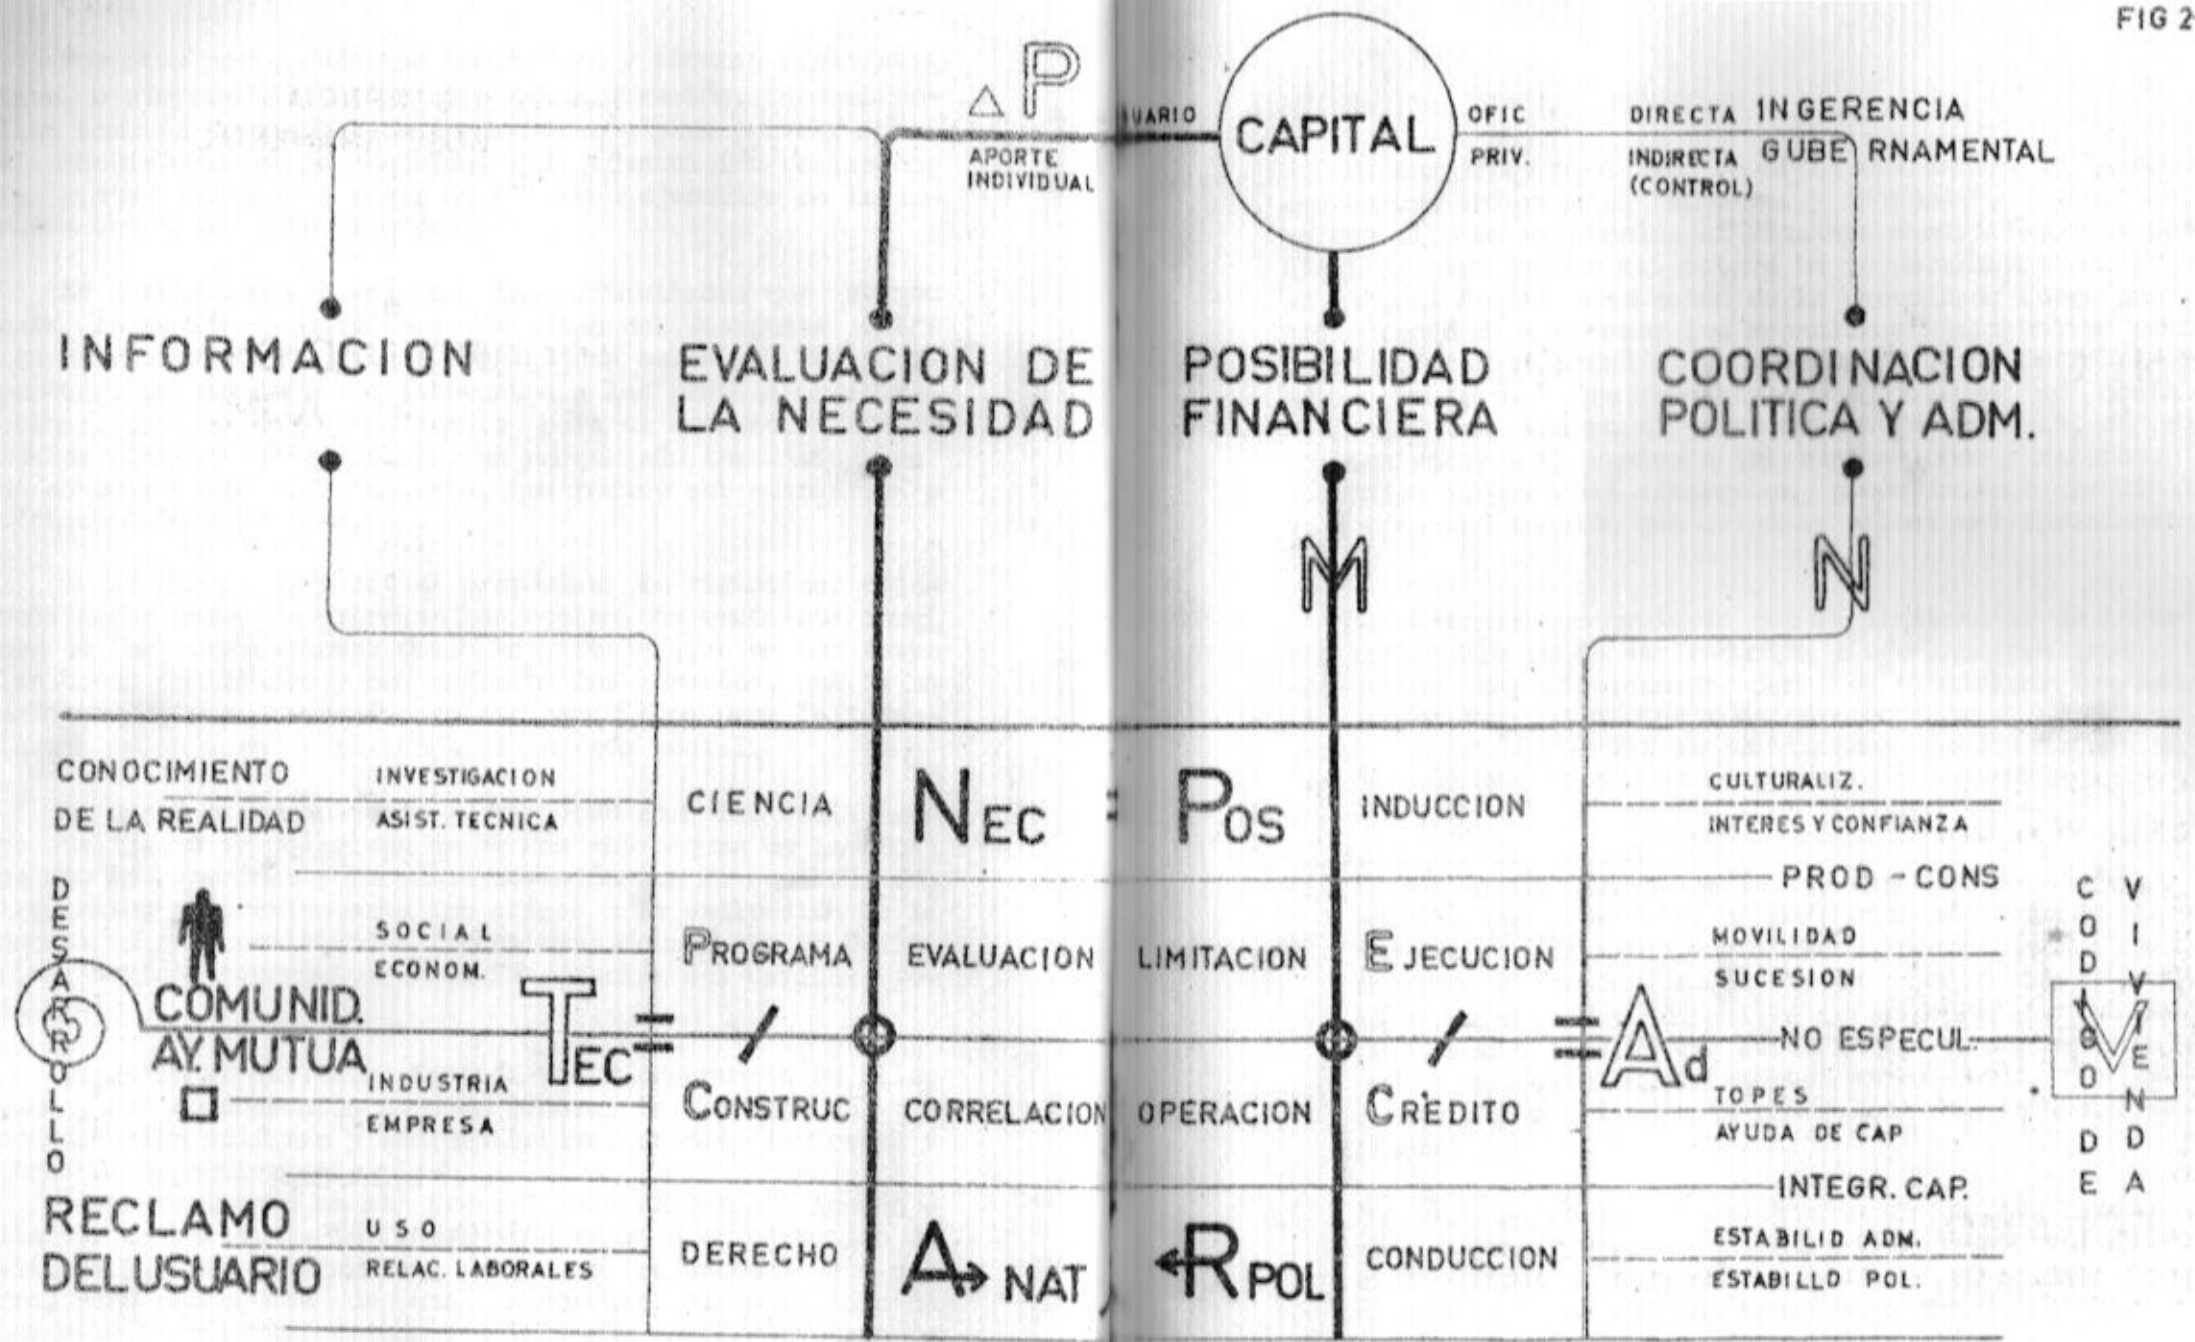 FIG 2
△ P
APORTE
INDIVIDUAL
UARIO
CAPITAL
OFIC
PRIV.
DIRECTA
INDIRECTA
(CONTROL)
INGERENCIA
GUBERNAMENTAL
INFORMACION
EVALUACION DE
LA NECESIDAD
POSIBILIDAD
FINANCIERA
COORDINACION
POLITICA Y ADM.
M
N
CONOCIMIENTO
DE LA REALIDAD
INVESTIGACION
ASIST. TECNICA
CIENCIA
NEC = POS
INDUCCION
CULTURALIZ.
INTERES Y CONFIANZA
PROD - CONS
DESARROLLO
SOCIAL
ECONOM.
PROGRAMA
EVALUACION
LIMITACION
EJECUCION
MOVILIDAD
SUCESION
COMUNID.
AY. MUTUA
TEC = /
/ = Ad
NO ESPECUL.
V
CODIGO DE
VIVIENDA
INDUSTRIA
EMPRESA
CONSTRUC
CORRELACION
OPERACION
CREDITO
TOPES
AYUDA DE CAP
INTEGR. CAP.
RECLAMO
DEL USUARIO
USO
RELAC. LABORALES
DERECHO
A→ NAT
←R POL
CONDUCCION
ESTABILID ADM.
ESTABILLD POL.